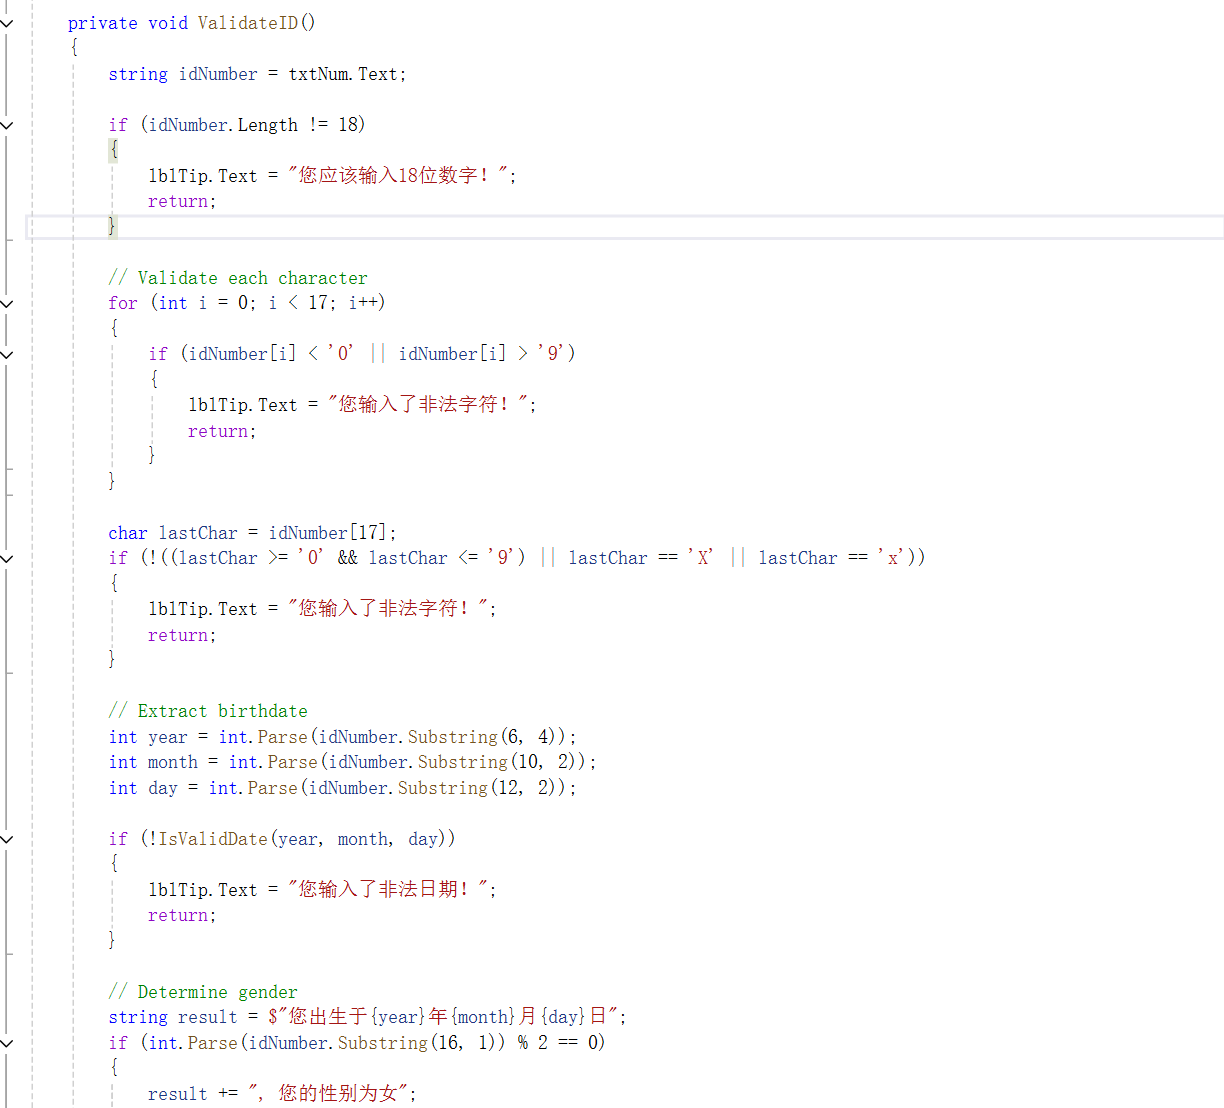 private void ValidateID()
{
string idNumber = txtNum.Text;
if (idNumber.Length != 18)
{
lblTip.Text = "您应该输入18位数字！";
return;
}
// Validate each character
for (int i = 0; i < 17; i++)
{
if (idNumber[i] < '0' || idNumber[i] > '9')
{
lblTip.Text = "您输入了非法字符！";
return;
}
}
char lastChar = idNumber[17];
if (!((lastChar >= '0' && lastChar <= '9') || lastChar == 'X' || lastChar == 'x'))
{
lblTip.Text = "您输入了非法字符！";
return;
}
// Extract birthdate
int year = int.Parse(idNumber.Substring(6, 4));
int month = int.Parse(idNumber.Substring(10, 2));
int day = int.Parse(idNumber.Substring(12, 2));
if (!IsValidDate(year, month, day))
{
lblTip.Text = "您输入了非法日期！";
return;
}
// Determine gender
string result = $"您出生于{year}年{month}月{day}日";
if (int.Parse(idNumber.Substring(16, 1)) % 2 == 0)
{
result += "，您的性别为女";